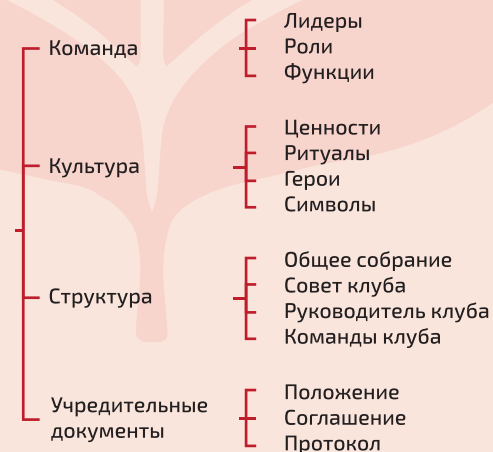 Команда
Лидеры
Роли
Функции
Культура
Ценности
Ритуалы
Герои
Символы
Структура
Общее собрание
Совет клуба
Руководитель клуба
Команды клуба
Учредительные
документы
Положение
Соглашение
Протокол